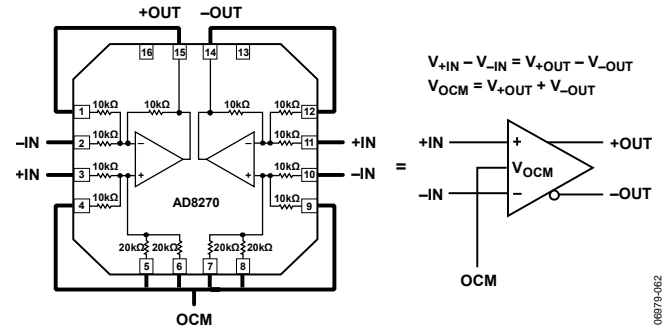 +OUT –OUT
16 15 14 13
10kΩ 10kΩ 10kΩ 10kΩ
1 12
10kΩ 10kΩ
–IN 2 – – 11 +IN
10kΩ 10kΩ
+IN 3 + + 10 –IN
10kΩ 10kΩ
4 AD8270 9
20kΩ 20kΩ 20kΩ 20kΩ
5 6 7 8
OCM
=
V+IN – V–IN = V+OUT – V–OUT
VOCM = V+OUT + V–OUT
+IN + +OUT
VOCM
–IN – –OUT
OCM
06979-062